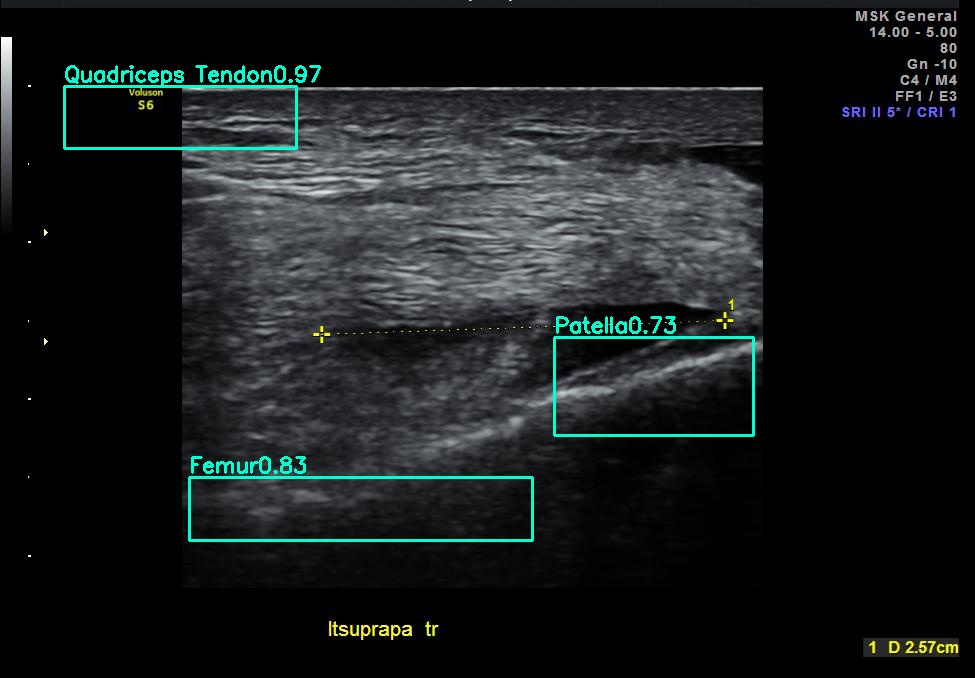 MSK General
14.00 - 5.00
80
Gn -10
C4 / M4
FF1 / E3
SRI II 5* / CRI 1
Quadriceps Tendon0.97
Voluson
S6
1
Patella0.73
Femur0.83
ltsuprapa tr
1 D 2.57cm